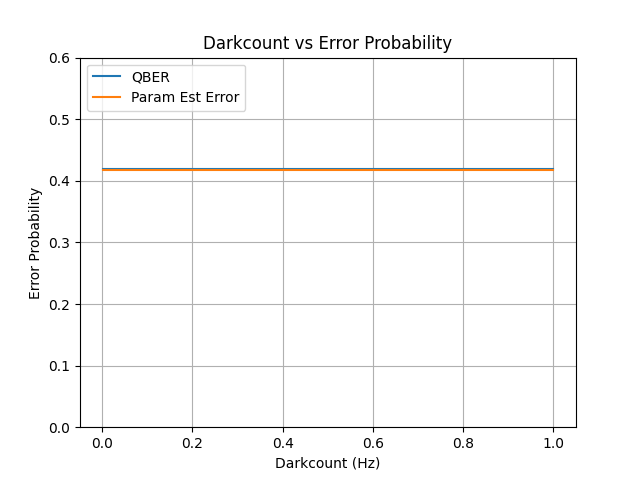 Darkcount vs Error Probability
QBER
Param Est Error
Error Probability
0.6
0.5
0.4
0.3
0.2
0.1
0.0
0.0 0.2 0.4 0.6 0.8 1.0
Darkcount (Hz)